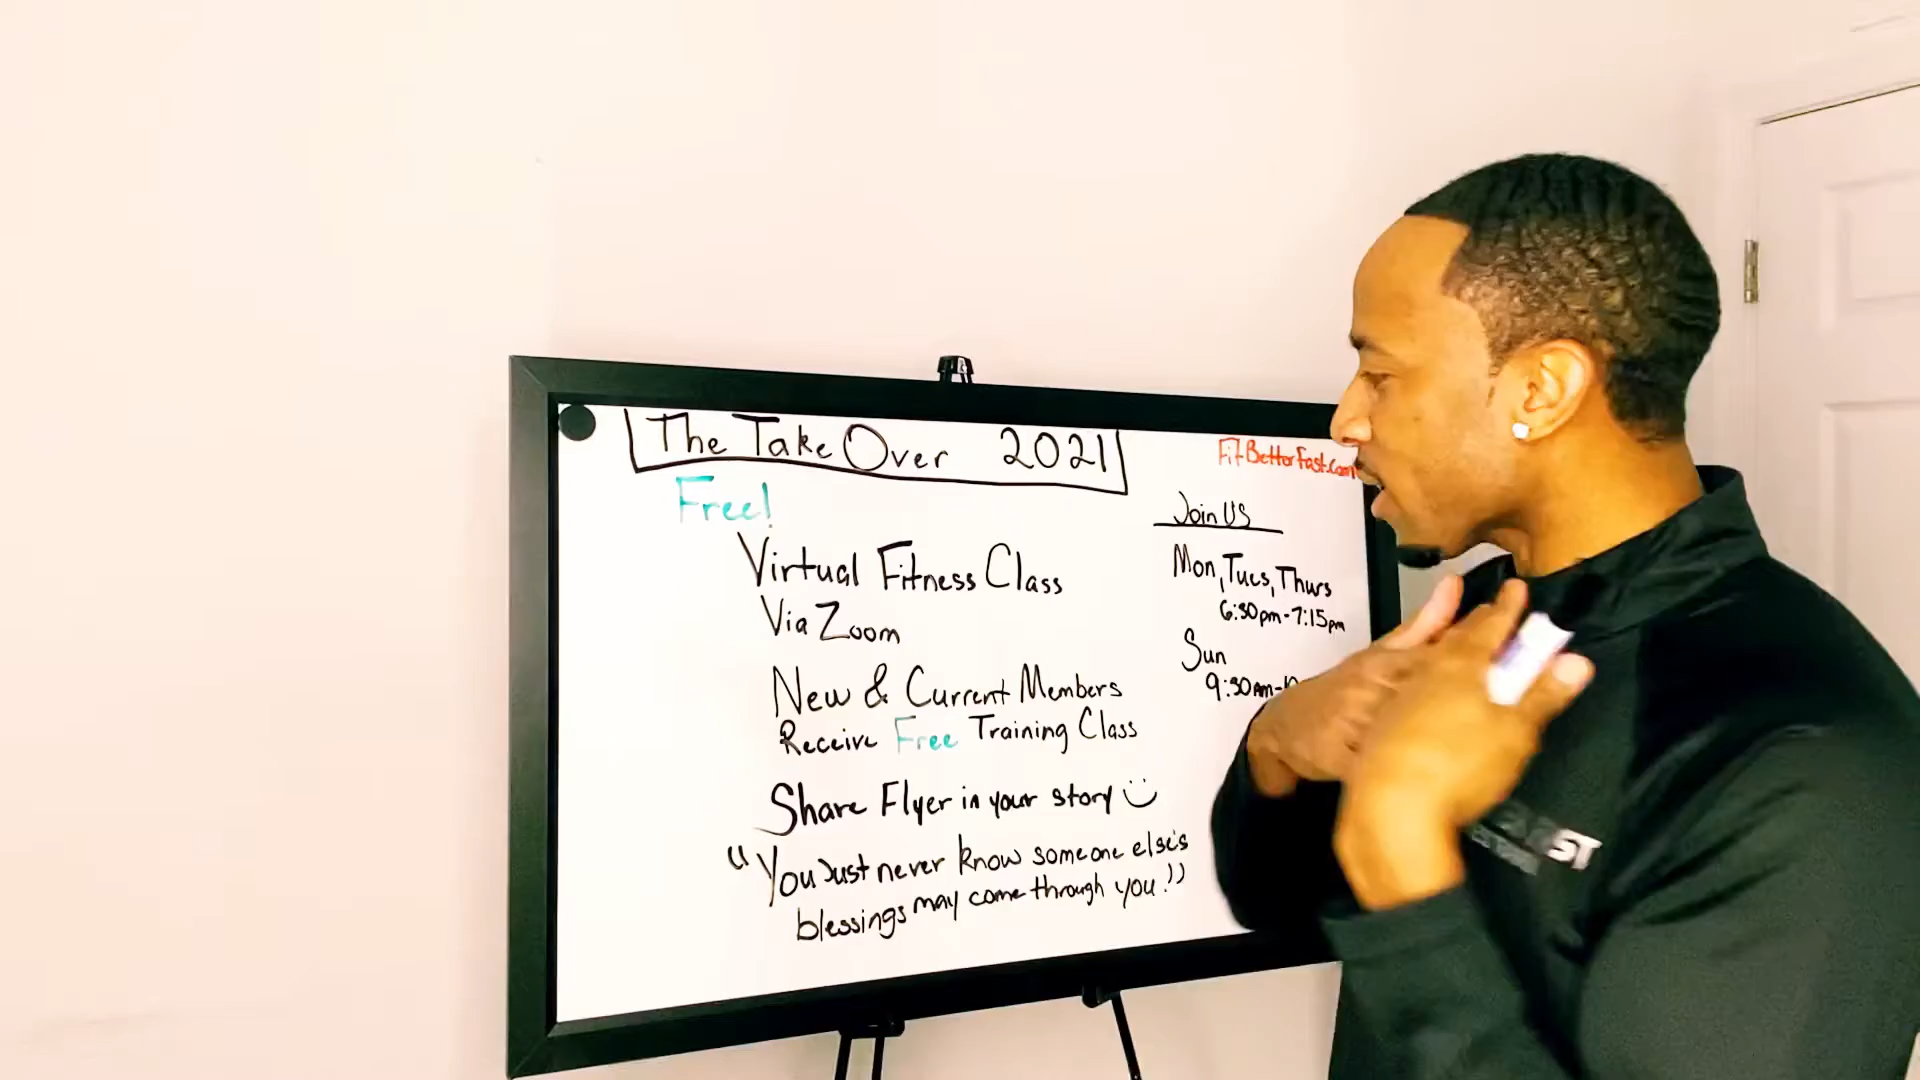 The Take Over 2021
Free!
Virtual Fitness Class
Via Zoom
New & Current Members
Receive Free Training Class
Share Flyer in your story
"You Just never know someone else's
blessings may come through you!"
FitBetterFast.com
Join US
Mon, Tues, Thurs
6:30pm-7:15pm
Sun
9:30am-